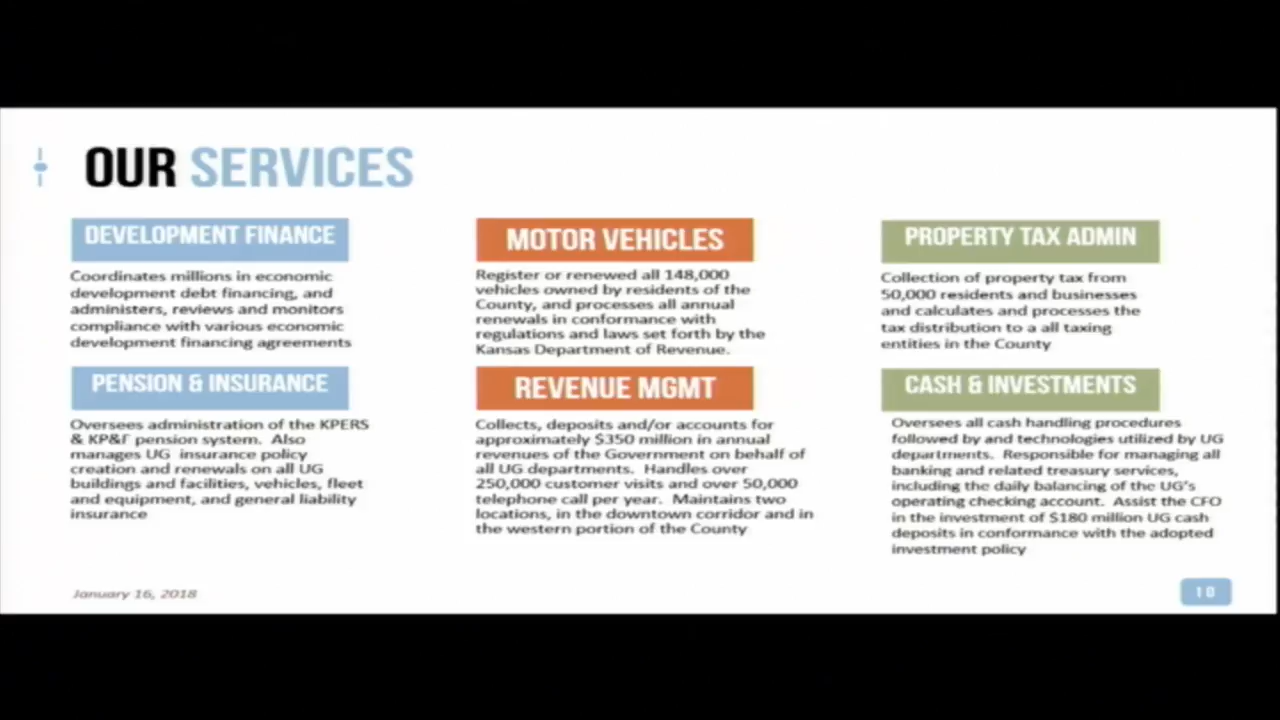 OUR SERVICES
DEVELOPMENT FINANCE
Coordinates millions in economic
development debt financing, and
administers, reviews and monitors
compliance with various economic
development financing agreements
MOTOR VEHICLES
Register or renewed all 148,000
vehicles owned by residents of the
County, and processes all annual
renewals in conformance with
regulations and laws set forth by the
Kansas Department of Revenue.
PROPERTY TAX ADMIN
Collection of property tax from
50,000 residents and businesses
and calculates and processes the
tax distribution to a all taxing
entities in the County
PENSION & INSURANCE
Oversees administration of the KPERS
& KP&F pension system. Also
manages UG insurance policy
creation and renewals on all UG
buildings and facilities, vehicles, fleet
and equipment, and general liability
insurance
REVENUE MGMT
Collects, deposits and/or accounts for
approximately $350 million in annual
revenues of the Government on behalf of
all UG departments. Handles over
250,000 customer visits and over 50,000
telephone call per year. Maintains two
locations, in the downtown corridor and in
the western portion of the County
CASH & INVESTMENTS
Oversees all cash handling procedures
followed by and technologies utilized by UG
departments. Responsible for managing all
banking and related treasury services,
including the daily balancing of the UG's
operating checking account. Assist the CFO
in the investment of $180 million UG cash
deposits in conformance with the adopted
investment policy
January 16, 2018
10